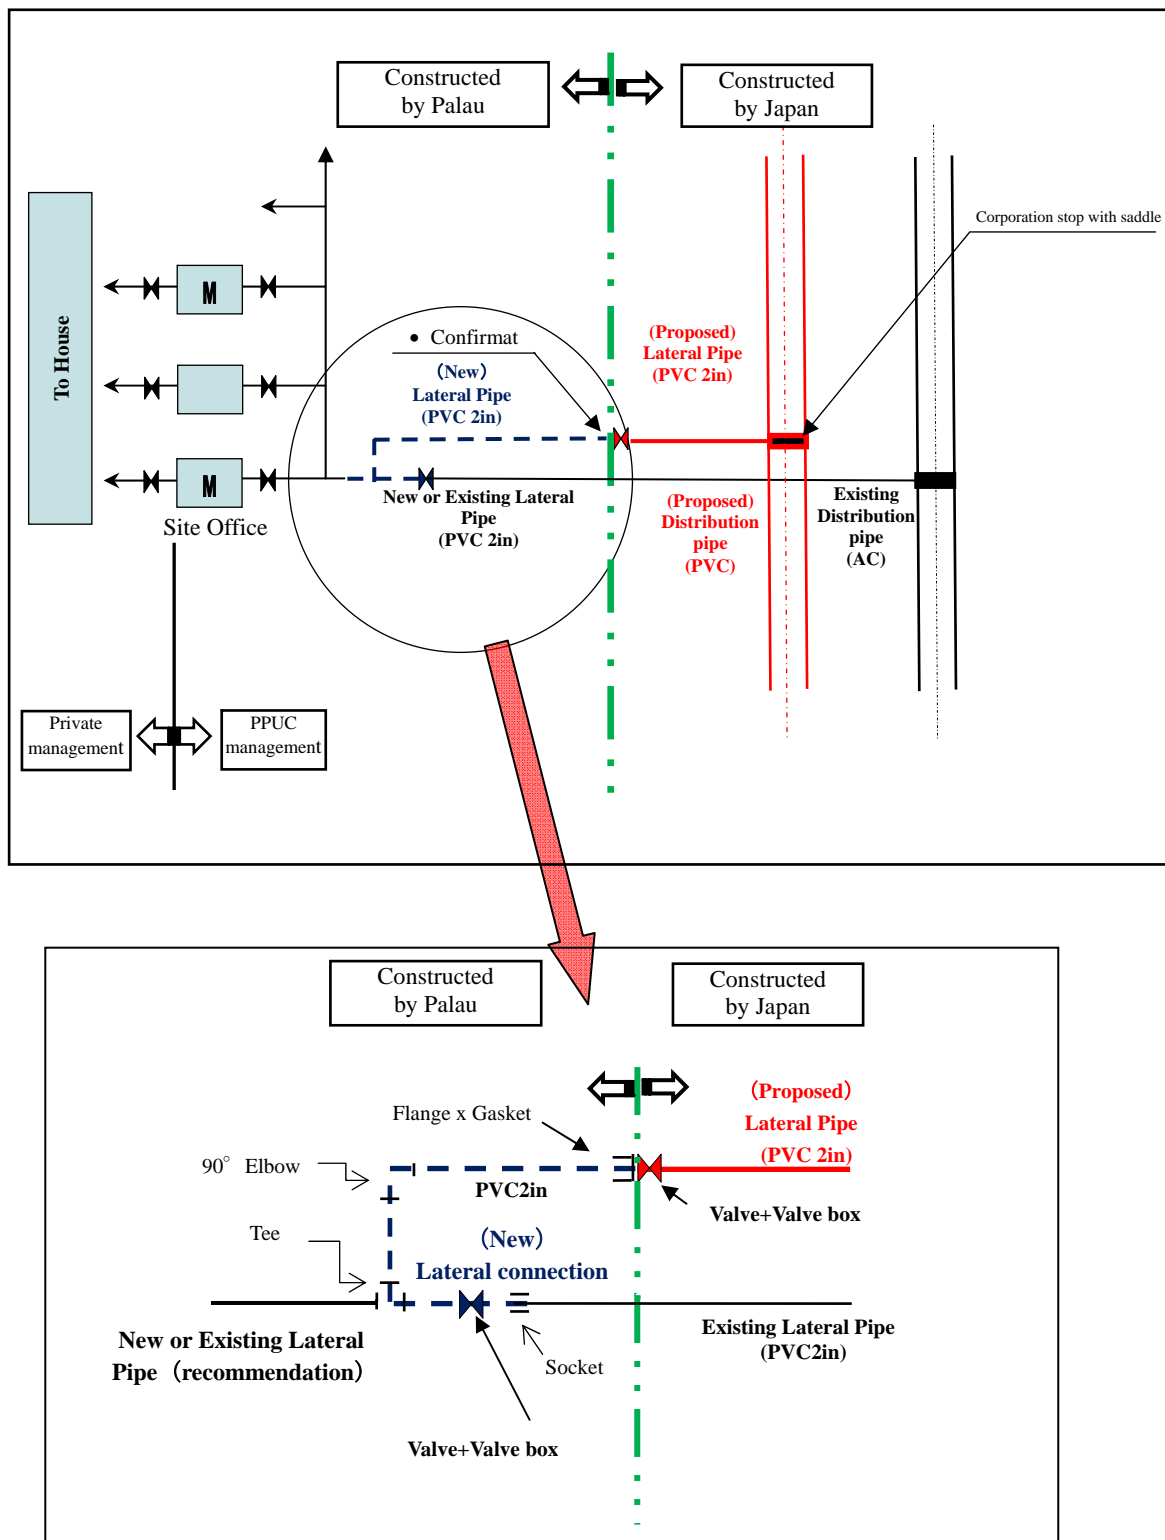 Constructed
by Palau
Constructed
by Japan
Corporation stop with saddle
To House
M
M
Site Office
• Confirmat
(New)
Lateral Pipe
(PVC 2in)
(Proposed)
Lateral Pipe
(PVC 2in)
New or Existing Lateral
Pipe
(PVC 2in)
(Proposed)
Distribution
pipe
(PVC)
Existing
Distribution
pipe
(AC)
Private
management
PPUC
management
Constructed
by Palau
Constructed
by Japan
Flange x Gasket
(Proposed)
Lateral Pipe
(PVC 2in)
90° Elbow
PVC2in
Valve+Valve box
Tee
(New)
Lateral connection
New or Existing Lateral
Pipe (recommendation)
Socket
Existing Lateral Pipe
(PVC2in)
Valve+Valve box